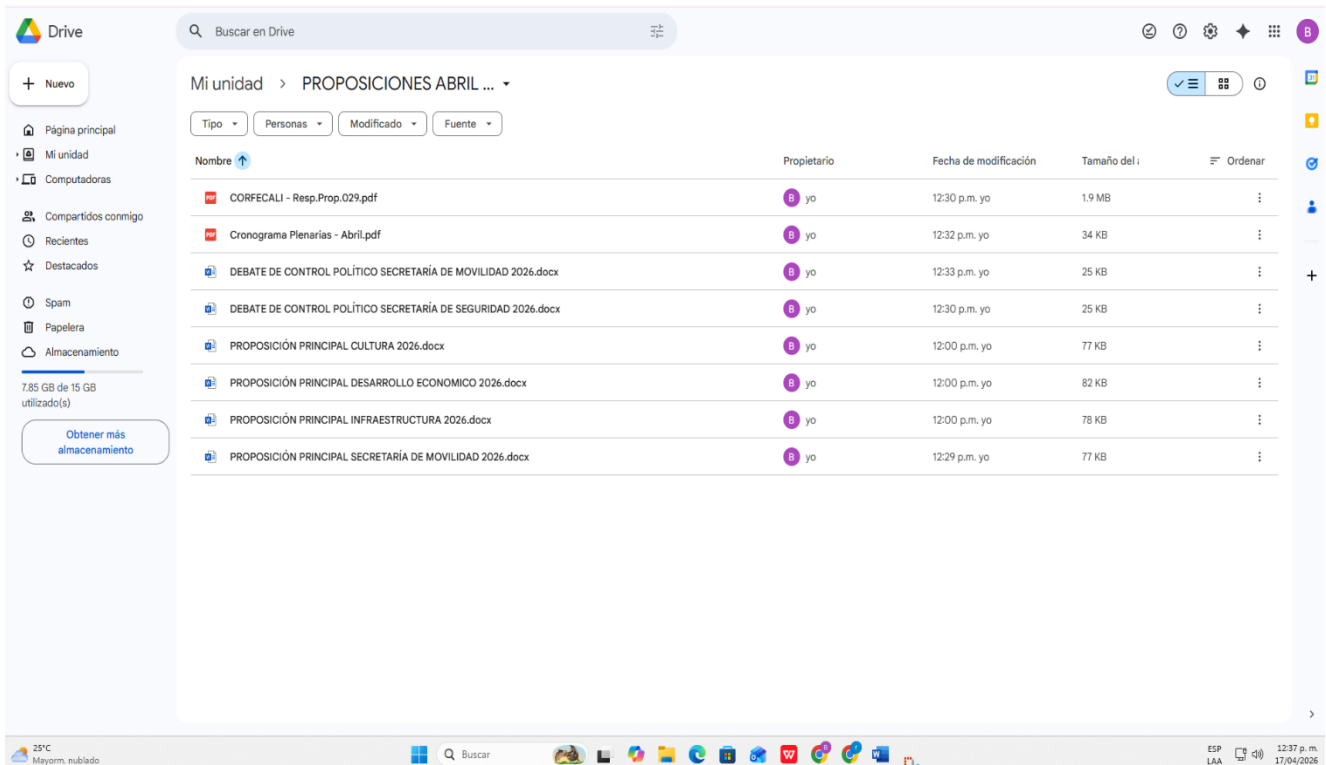 Drive
Buscar en Drive
B
Nuevo
Mi unidad > PROPOSICIONES ABRIL ...
Tipo Personas Modificado Fuente
Página principal
Mi unidad
Computadoras
Compartidos conmigo
Recientes
Destacados
Spam
Papelera
Almacenamiento
7.85 GB de 15 GB
utilizado(s)
Obtener más
almacenamiento
Nombre Propietario Fecha de modificación Tamaño del Ordenar
PDF CORFECALI - Resp.Prop.029.pdf B yo 12:30 p.m. yo 1.9 MB
PDF Cronograma Plenarias - Abril.pdf B yo 12:32 p.m. yo 34 KB
DEBATE DE CONTROL POLÍTICO SECRETARÍA DE MOVILIDAD 2026.docx B yo 12:33 p.m. yo 25 KB
DEBATE DE CONTROL POLÍTICO SECRETARÍA DE SEGURIDAD 2026.docx B yo 12:30 p.m. yo 25 KB
PROPOSICIÓN PRINCIPAL CULTURA 2026.docx B yo 12:00 p.m. yo 77 KB
PROPOSICIÓN PRINCIPAL DESARROLLO ECONOMICO 2026.docx B yo 12:00 p.m. yo 82 KB
PROPOSICIÓN PRINCIPAL INFRAESTRUCTURA 2026.docx B yo 12:00 p.m. yo 78 KB
PROPOSICIÓN PRINCIPAL SECRETARÍA DE MOVILIDAD 2026.docx B yo 12:29 p.m. yo 77 KB
31
25°C
Mayorm. nublado
Buscar
ESP
LAA
12:37 p. m.
17/04/2026